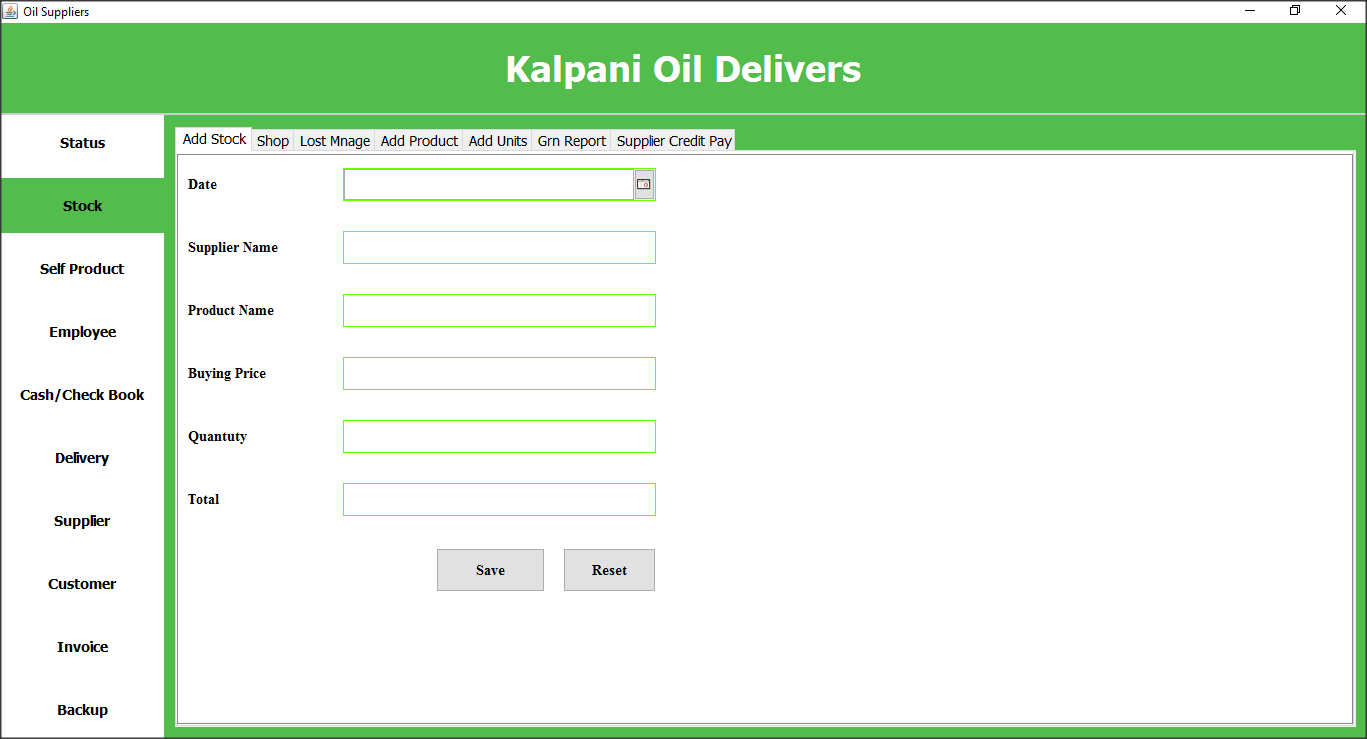 Oil Suppliers
Kalpani Oil Delivers
Status
Stock
Self Product
Employee
Cash/Check Book
Delivery
Supplier
Customer
Invoice
Backup
Add Stock Shop Lost Mnage Add Product Add Units Grn Report Supplier Credit Pay
Date
Supplier Name
Product Name
Buying Price
Quantuty
Total
Save Reset